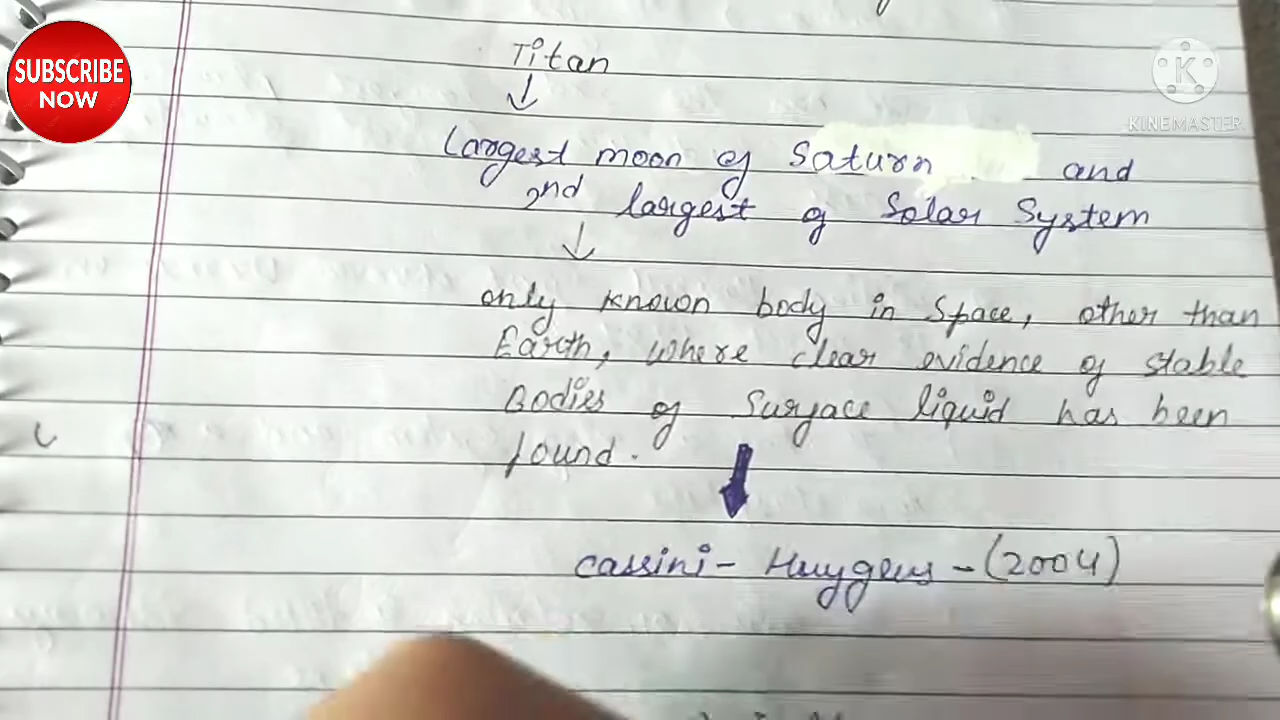 SUBSCRIBE
NOW
K
KINEMASTER
Titan
↓
Largest moon of Saturn and
2nd largest of Solar System
↓
only known body in Space, other than
Earth, where clear evidence of stable
Bodies of Surface liquid has been
found.
↓
Cassini - Huygens - (2004)